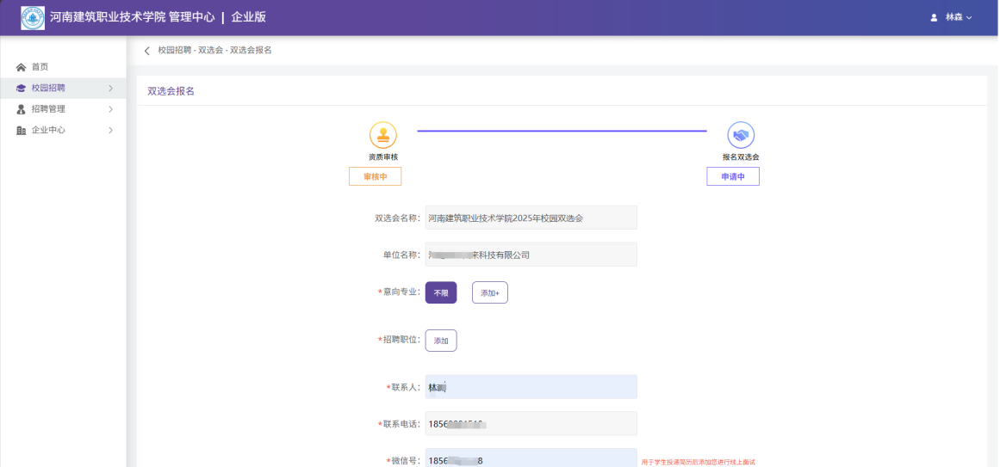 河南建筑职业技术学院 管理中心 | 企业版
林森
首页
校园招聘
招聘管理
企业中心
校园招聘 - 双选会 - 双选会报名
双选会报名
资质审核
审核中
报名双选会
申请中
双选会名称: 河南建筑职业技术学院2025年校园双选会
单位名称: 来科技有限公司
*意向专业: 不限 添加+
*招聘职位: 添加
*联系人: 林
*联系电话: 1856
*微信号: 1856 8 用于学生投递简历后添加您进行线上面试